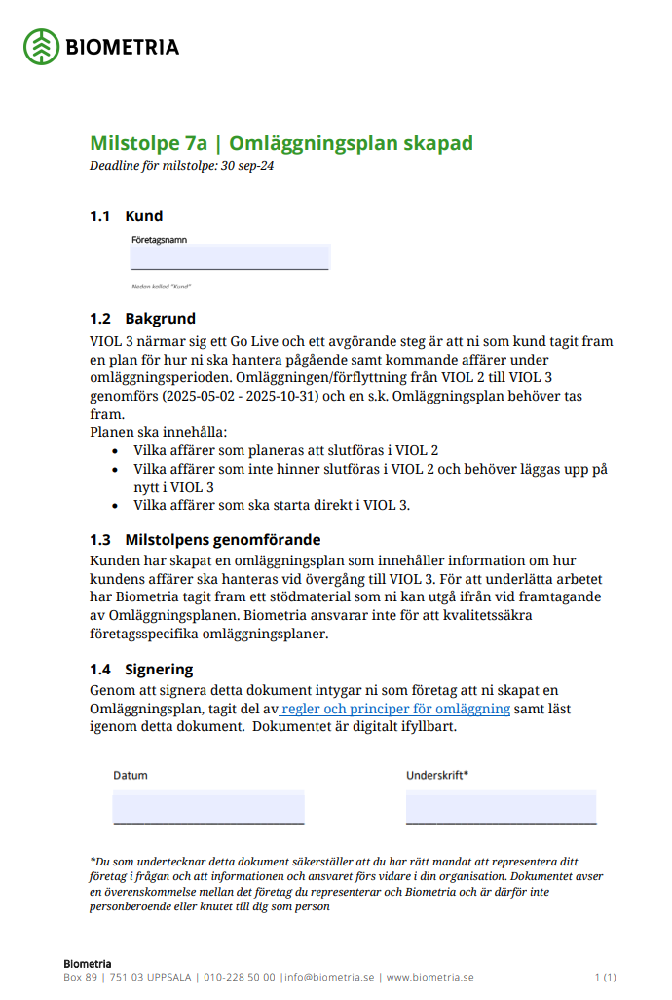 BIOMETRIA
Milstolpe 7a | Omläggningsplan skapad
Deadline för milstolpe: 30 sep-24
1.1 Kund
Företagsnamn
Nedan kallad "Kund"
1.2 Bakgrund
VIOL 3 närmar sig ett Go Live och ett avgörande steg är att ni som kund tagit fram
en plan för hur ni ska hantera pågående samt kommande affärer under
omläggningsperioden. Omläggningen/förflyttning från VIOL 2 till VIOL 3
genomförs (2025-05-02 - 2025-10-31) och en s.k. Omläggningsplan behöver tas
fram.
Planen ska innehålla:
• Vilka affärer som planeras att slutföras i VIOL 2
• Vilka affärer som inte hinner slutföras i VIOL 2 och behöver läggas upp på
nytt i VIOL 3
• Vilka affärer som ska starta direkt i VIOL 3.
1.3 Milstolpens genomförande
Kunden har skapat en omläggningsplan som innehåller information om hur
kundens affärer ska hanteras vid övergång till VIOL 3. För att underlätta arbetet
har Biometria tagit fram ett stödmaterial som ni kan utgå ifrån vid framtagande
av Omläggningsplanen. Biometria ansvarar inte för att kvalitetssäkra
företagsspecifika omläggningsplaner.
1.4 Signering
Genom att signera detta dokument intygar ni som företag att ni skapat en
Omläggningsplan, tagit del av regler och principer för omläggning samt läst
igenom detta dokument.  Dokumentet är digitalt ifyllbart.
Datum Underskrift*
*Du som undertecknar detta dokument säkerställer att du har rätt mandat att representera ditt
företag i frågan och att informationen och ansvaret förs vidare i din organisation. Dokumentet avser
en överenskommelse mellan det företag du representerar och Biometria och är därför inte
personberoende eller knutet till dig som person
Biometria
Box 89 | 751 03 UPPSALA | 010-228 50 00 |info@biometria.se | www.biometria.se 1 (1)